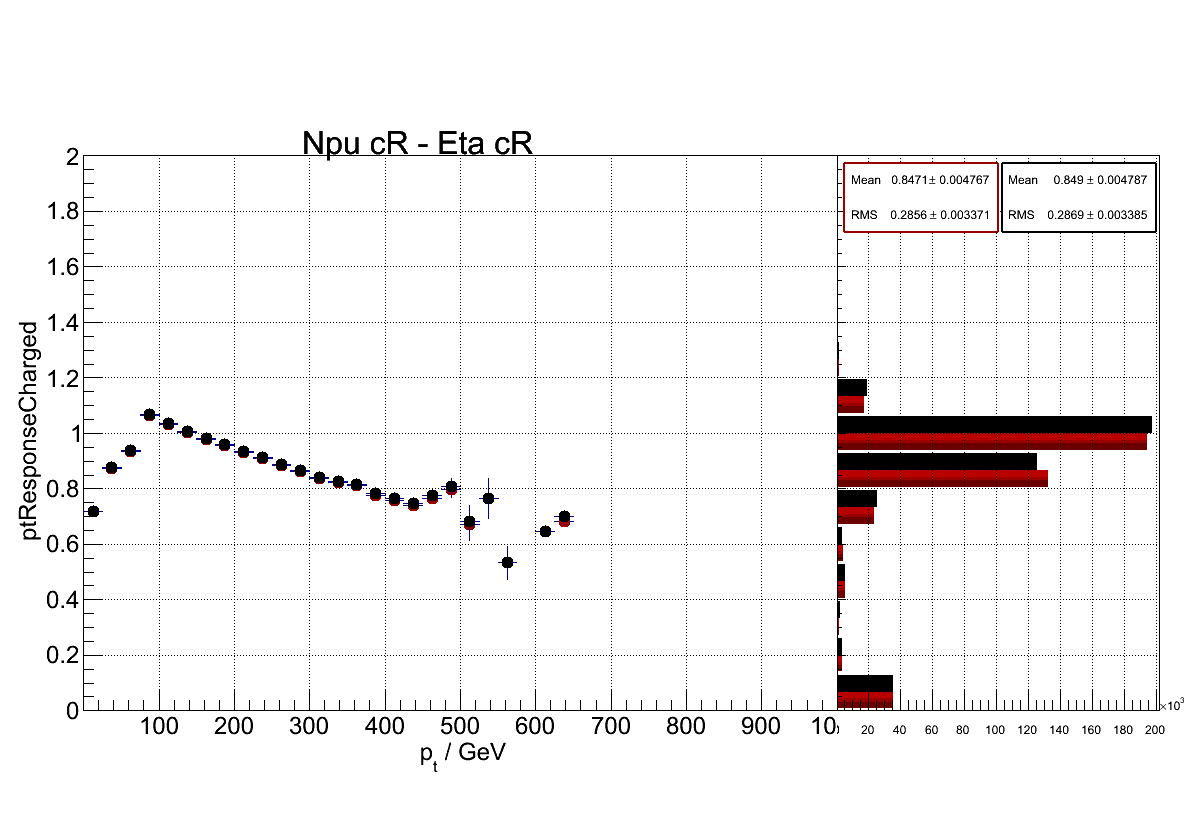 Npu cR - Eta cR
ptResponseCharged
2
1.8
1.6
1.4
1.2
1
0.8
0.6
0.4
0.2
0
100 200 300 400 500 600 700 800 900 10
p_t / GeV
Mean 0.8471 ± 0.004767
RMS 0.2856 ± 0.003371
Mean 0.849 ± 0.004787
RMS 0.2869 ± 0.003385
×10³
20 40 60 80 100 120 140 160 180 200